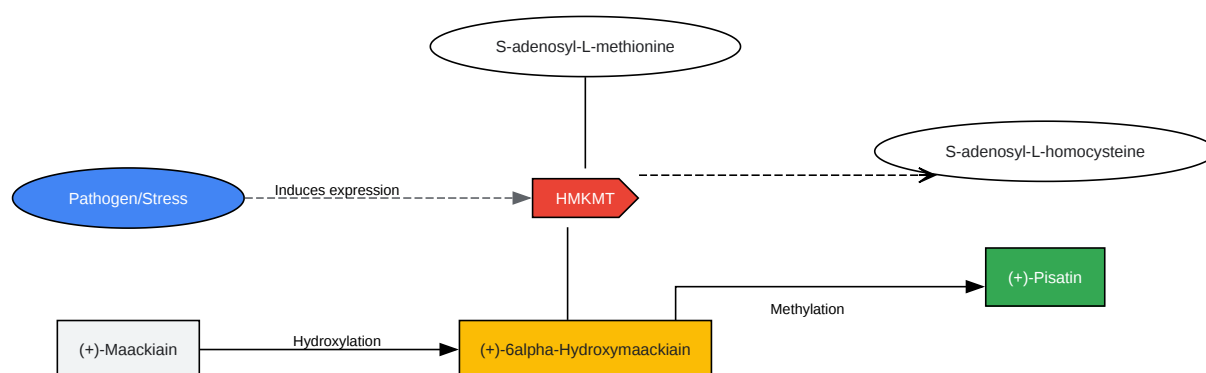 S-adenosyl-L-methionine
S-adenosyl-L-homocysteine
Pathogen/Stress
Induces expression
HMKMT
(+)-Pisatin
Methylation
(+)-Maackiain
Hydroxylation
(+)-6alpha-Hydroxymaackiain